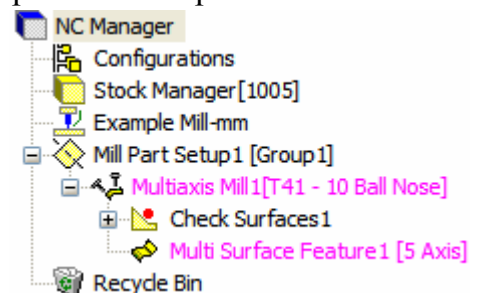 NC Manager
Configurations
Stock Manager[1005]
Example Mill-mm
Mill Part Setup1 [Group1]
Multiaxis Mill1[T41 - 10 Ball Nose]
Check Surfaces1
Multi Surface Feature1 [5 Axis]
Recycle Bin